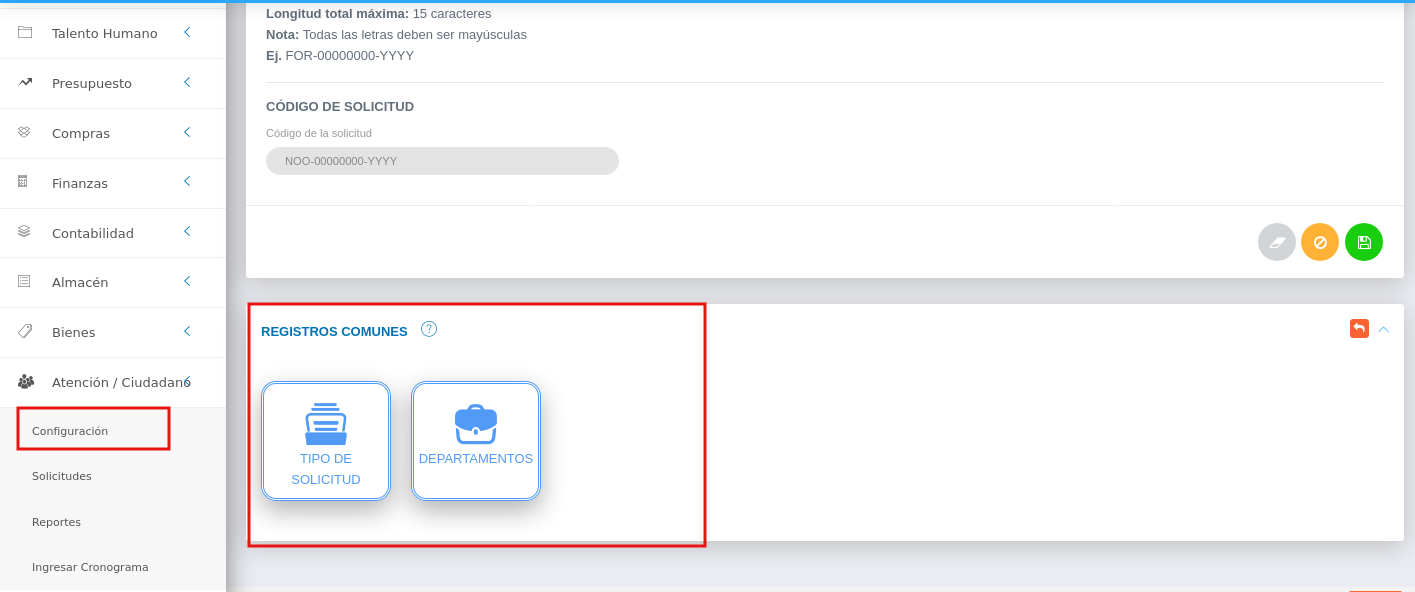 Talento Humano
Presupuesto
Compras
Finanzas
Contabilidad
Almacén
Bienes
Atención / Ciudadano
Configuración
Solicitudes
Reportes
Ingresar Cronograma
Longitud total máxima: 15 caracteres
Nota: Todas las letras deben ser mayúsculas
Ej. FOR-00000000-YYYY
CÓDIGO DE SOLICITUD
Código de la solicitud
NOO-00000000-YYYY
REGISTROS COMUNES ?
TIPO DE
SOLICITUD
DEPARTAMENTOS